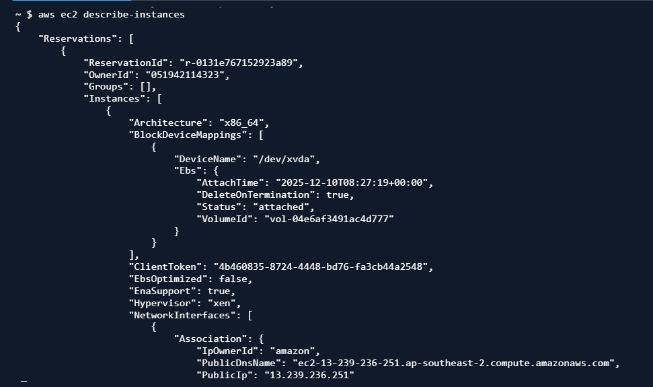 ~ $ aws ec2 describe-instances
{
    "Reservations": [
        {
            "ReservationId": "r-0131e767152923a89",
            "OwnerId": "051942114323",
            "Groups": [],
            "Instances": [
                {
                    "Architecture": "x86_64",
                    "BlockDeviceMappings": [
                        {
                            "DeviceName": "/dev/xvda",
                            "Ebs": {
                                "AttachTime": "2025-12-10T08:27:19+00:00",
                                "DeleteOnTermination": true,
                                "Status": "attached",
                                "VolumeId": "vol-04e6af3491ac4d777"
                            }
                        }
                    ],
                    "ClientToken": "4b460835-8724-4448-bd76-fa3cb44a2548",
                    "EbsOptimized": false,
                    "EnaSupport": true,
                    "Hypervisor": "xen",
                    "NetworkInterfaces": [
                        {
                            "Association": {
                                "IpOwnerId": "amazon",
                                "PublicDnsName": "ec2-13-239-236-251.ap-southeast-2.compute.amazonaws.com",
                                "PublicIp": "13.239.236.251"